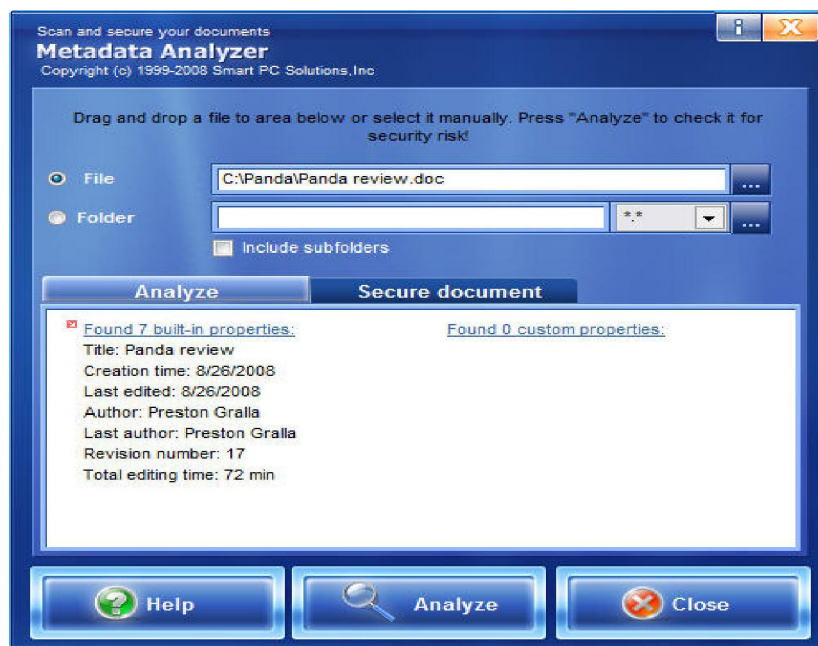 Scan and secure your documents
Metadata Analyzer
Copyright (c) 1999-2008 Smart PC Solutions,Inc
Drag and drop a file to area below or select it manually. Press "Analyze" to check it for
security risk!
File
C:\Panda\Panda review.doc
...
Folder
*.*
...
Include subfolders
Analyze
Secure document
Found 7 built-in properties:
Found 0 custom properties:
Title: Panda review
Creation time: 8/26/2008
Last edited: 8/26/2008
Author: Preston Gralla
Last author: Preston Gralla
Revision number: 17
Total editing time: 72 min
Help
Analyze
Close